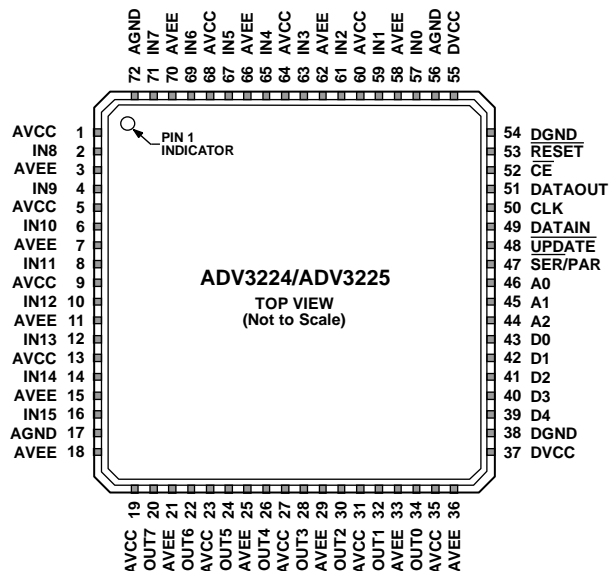 72 AGND
71 IN7
70 AVEE
69 IN6
68 AVCC
67 IN5
66 AVEE
65 IN4
64 AVCC
63 IN3
62 AVEE
61 IN2
60 AVCC
59 IN1
58 AVEE
57 IN0
56 AGND
55 DVCC
AVCC 1
IN8 2
AVEE 3
IN9 4
AVCC 5
IN10 6
AVEE 7
IN11 8
AVCC 9
IN12 10
AVEE 11
IN13 12
AVCC 13
IN14 14
AVEE 15
IN15 16
AGND 17
AVEE 18
PIN 1
INDICATOR
ADV3224/ADV3225
TOP VIEW
(Not to Scale)
54 DGND
53 RESET
52 CE
51 DATAOUT
50 CLK
49 DATAIN
48 UPDATE
47 SER/PAR
46 A0
45 A1
44 A2
43 D0
42 D1
41 D2
40 D3
39 D4
38 DGND
37 DVCC
AVCC 19
OUT7 20
AVEE 21
OUT6 22
AVCC 23
OUT5 24
AVEE 25
OUT4 26
AVCC 27
OUT3 28
AVEE 29
OUT2 30
AVCC 31
OUT1 32
AVEE 33
OUT0 34
AVCC 35
AVEE 36